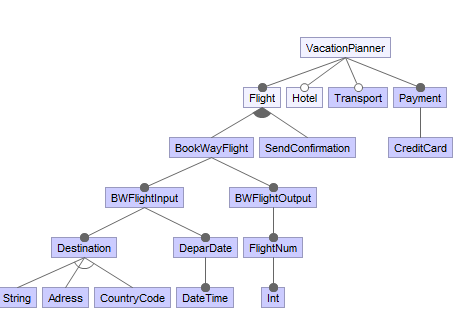 VacationPlanner
Flight Hotel Transport Payment
BookWayFlight SendConfirmation CreditCard
BWFlightInput BWFlightOutput
Destination DeparDate FlightNum
String Adress CountryCode DateTime Int